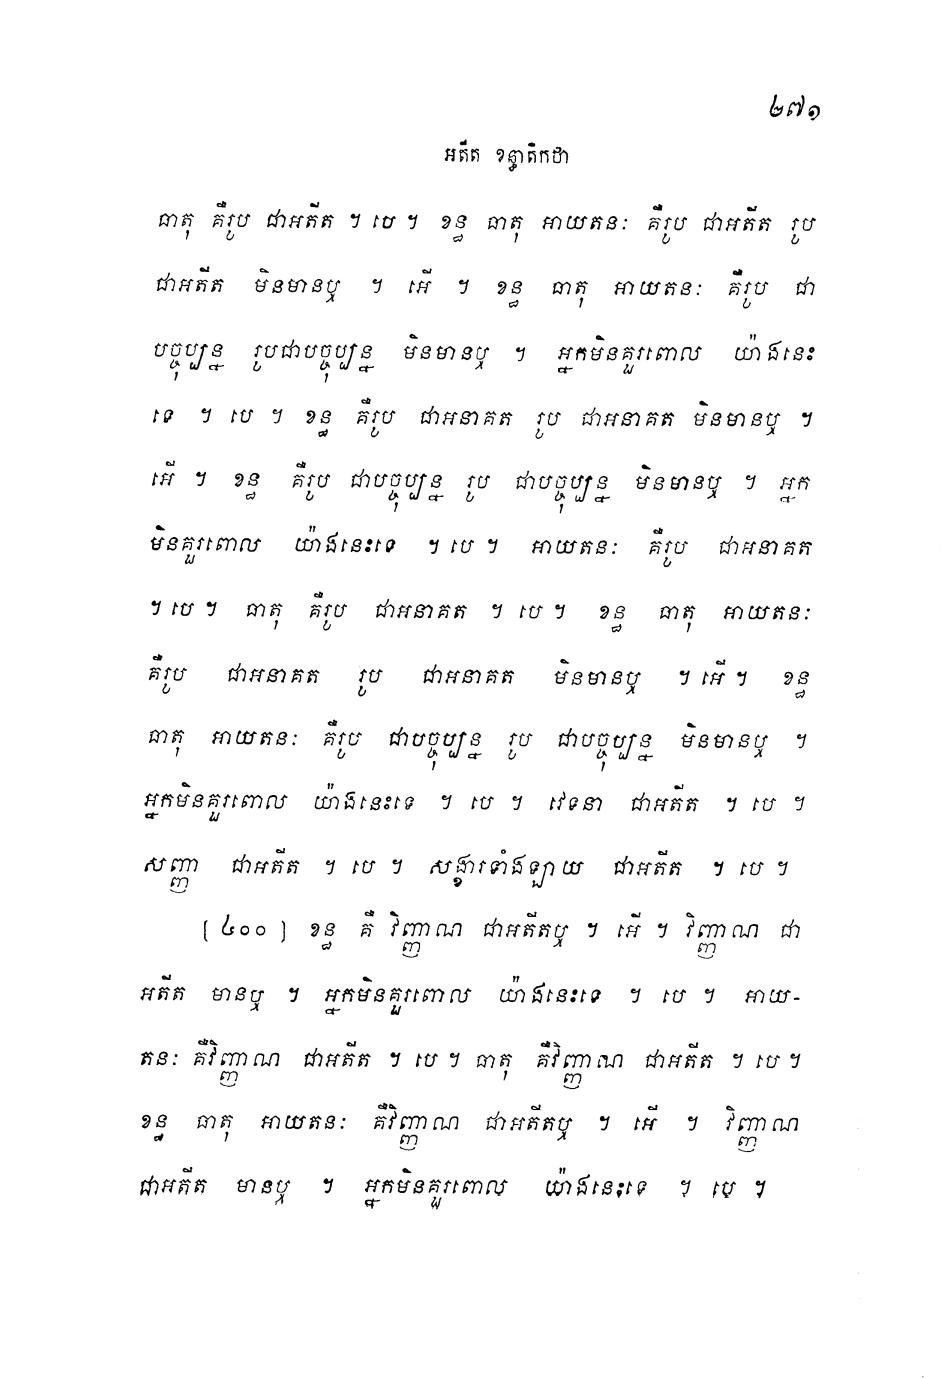 ២៧១
អតីត ខន្ធាតិកថា
ធាតុ គឺរូប ជាអតីត ។ បេ ។ ខន្ធ ធាតុ អាយតនៈ គឺរូប ជាអតីត រូប
ជាអតីត មិនមានឬ ។ អើ ។ ខន្ធ ធាតុ អាយតនៈ គឺរូប ជា
បច្ចុប្បន្ន រូបជាបច្ចុប្បន្ន មិនមានឬ ។ អ្នកមិនគួរពោល យ៉ាងនេះ
ទេ ។ បេ ។ ខន្ធ គឺរូប ជាអនាគត រូប ជាអនាគត មិនមានឬ ។
អើ ។ ខន្ធ គឺរូប ជាបច្ចុប្បន្ន រូប ជាបច្ចុប្បន្ន មិនមានឬ ។ អ្នក
មិនគួរពោល យ៉ាងនេះទេ ។ បេ ។ អាយតនៈ គឺរូប ជាអនាគត
។ បេ ។ ធាតុ គឺរូប ជាអនាគត ។ បេ ។ ខន្ធ ធាតុ អាយតនៈ
គឺរូប ជាអនាគត រូប ជាអនាគត មិនមានឬ ។ អើ ។ ខន្ធ
ធាតុ អាយតនៈ គឺរូប ជាបច្ចុប្បន្ន រូប ជាបច្ចុប្បន្ន មិនមានឬ ។
អ្នកមិនគួរពោល យ៉ាងនេះទេ ។ បេ ។ វេទនា ជាអតីត ។ បេ ។
សញ្ញា ជាអតីត ។ បេ ។ សង្ខារទាំងឡាយ ជាអតីត ។ បេ ។
(៤០០) ខន្ធ គឺ វិញ្ញាណ ជាអតីតឬ ។ អើ ។ វិញ្ញាណ ជា
អតីត មានឬ ។ អ្នកមិនគួរពោល យ៉ាងនេះទេ ។ បេ ។ អាយ-
តនៈ គឺវិញ្ញាណ ជាអតីត ។ បេ ។ ធាតុ គឺវិញ្ញាណ ជាអតីត ។ បេ ។
ខន្ធ ធាតុ អាយតនៈ គឺវិញ្ញាណ ជាអតីតឬ ។ អើ ។ វិញ្ញាណ
ជាអតីត មានឬ ។ អ្នកមិនគួរពោល យ៉ាងនេះទេ ។ បេ ។